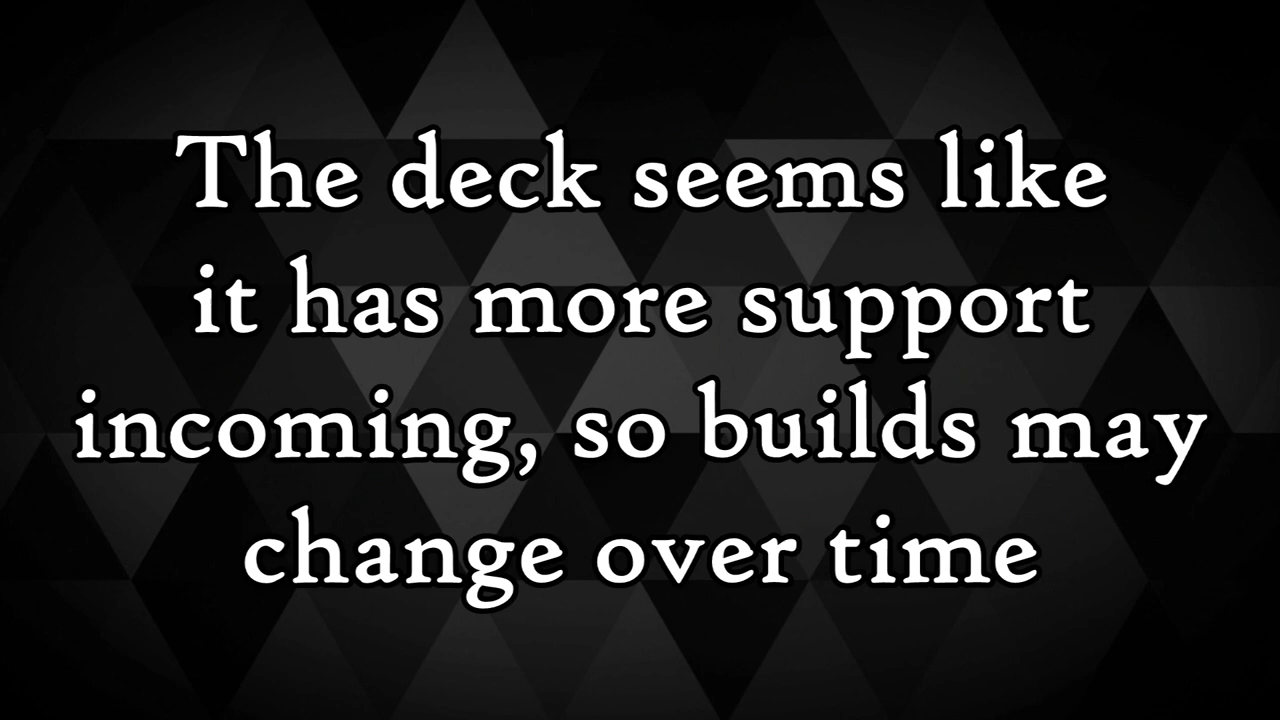 The deck seems like
it has more support
incoming, so builds may
change over time